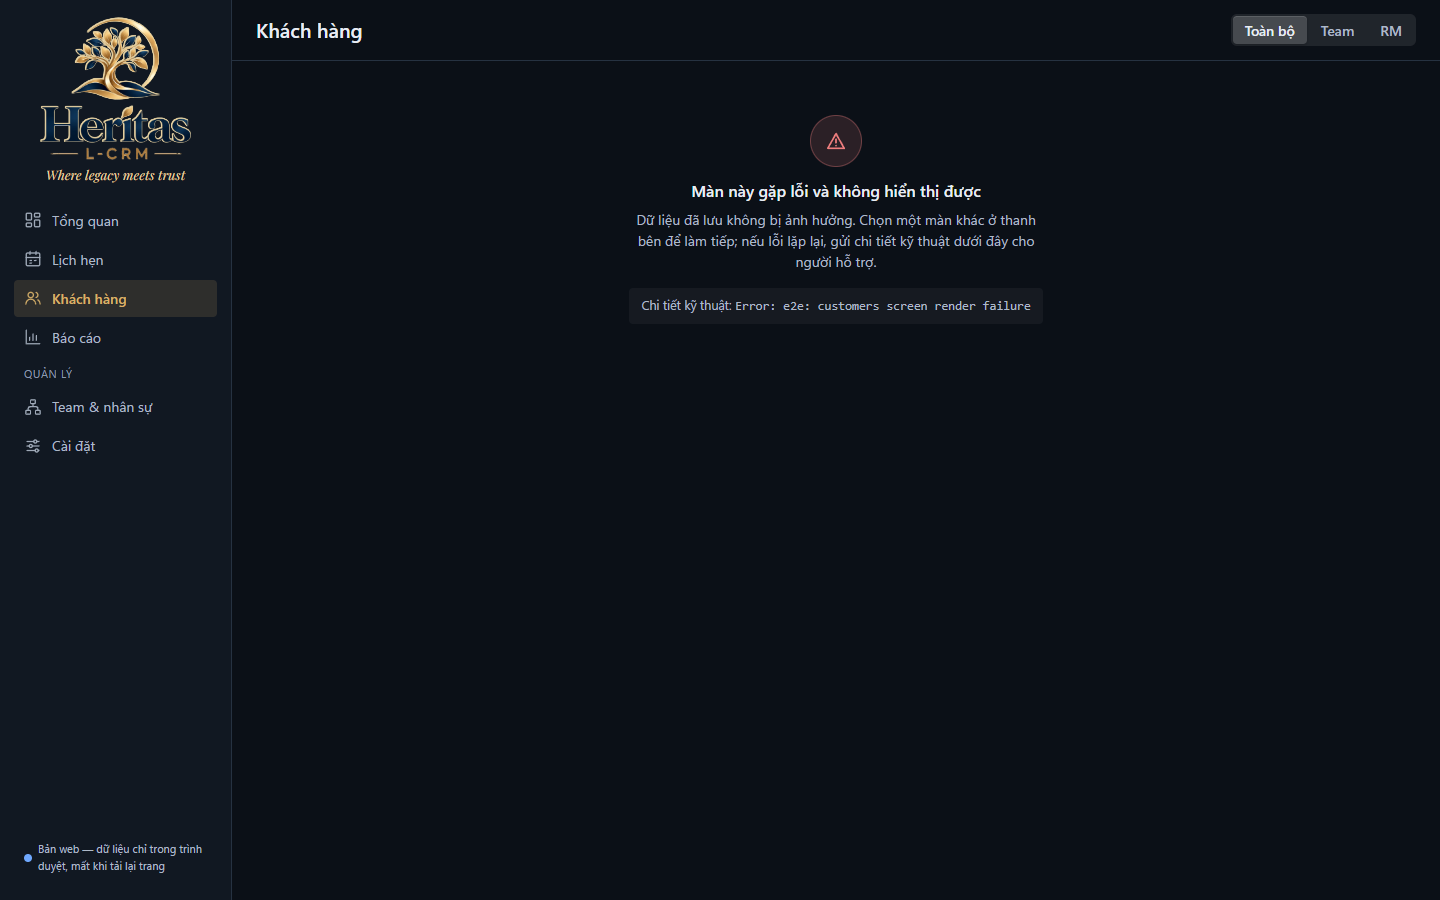 Heritas
L-CRM
Where legacy meets trust
Tổng quan
Lịch hẹn
Khách hàng
Báo cáo
QUẢN LÝ
Team & nhân sự
Cài đặt
Bản web — dữ liệu chỉ trong trình
duyệt, mất khi tải lại trang
Khách hàng
Toàn bộ
Team
RM
Màn này gặp lỗi và không hiển thị được
Dữ liệu đã lưu không bị ảnh hưởng. Chọn một màn khác ở thanh
bên để làm tiếp; nếu lỗi lặp lại, gửi chi tiết kỹ thuật dưới đây cho
người hỗ trợ.
Chi tiết kỹ thuật: Error: e2e: customers screen render failure